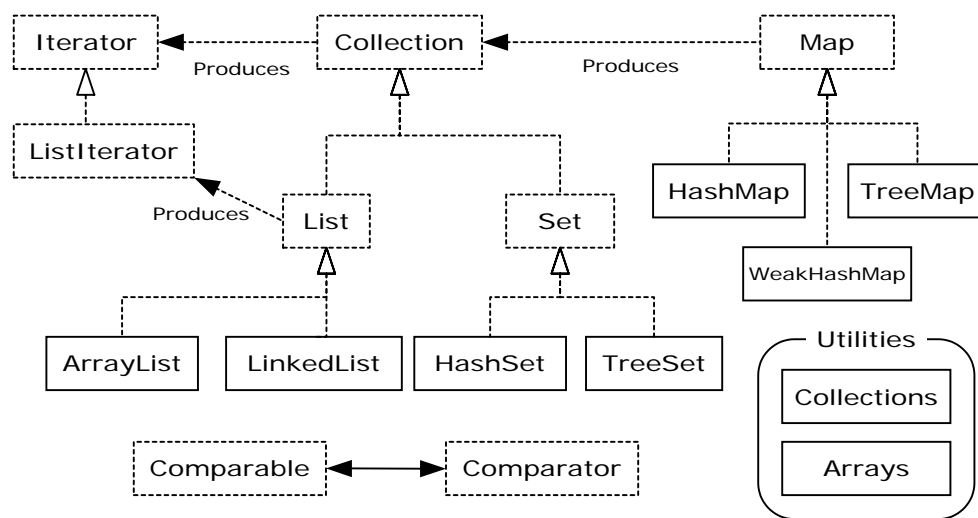 Iterator
Collection
Map
Produces
Produces
ListIterator
HashMap
TreeMap
Produces
List
Set
WeakHashMap
ArrayList
LinkedList
HashSet
TreeSet
Utilities
Collections
Comparable
Comparator
Arrays